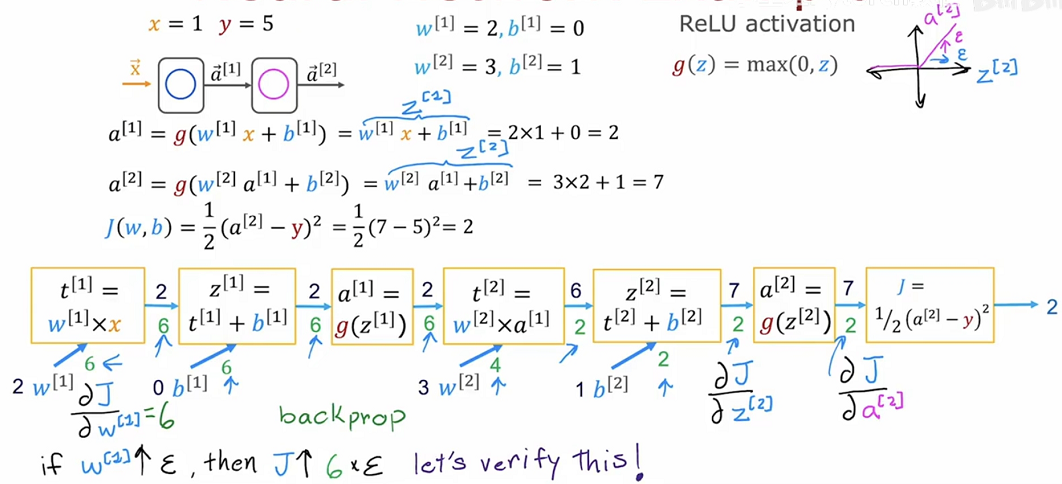 x = 1 y = 5
w[1] = 2, b[1] = 0
ReLU activation
a[2]
w[2] = 3, b[2] = 1
g(z) = max(0, z)
ε
ε
z[2]
x⃗ a⃗[1] a⃗[2]
z[1]
a[1] = g(w[1] x + b[1]) = w[1] x + b[1] = 2×1 + 0 = 2
z[2]
a[2] = g(w[2] a[1] + b[2]) = w[2] a[1] + b[2] = 3×2 + 1 = 7
J(w, b) = 1/2 (a[2] − y)² = 1/2 (7 − 5)² = 2
t[1] = w[1]×x
2
6
z[1] = t[1] + b[1]
2
6
a[1] = g(z[1])
2
6
t[2] = w[2]×a[1]
6
2
z[2] = t[2] + b[2]
7
2
a[2] = g(z[2])
7
2
J = 1/2 (a[2] − y)²
2
6 ←
6
4
2
2 w[1]
0 b[1]
3 w[2]
1 b[2]
∂J/∂w[1] = 6
backprop
∂J/∂z[2]
∂J/∂a[2]
if w[1]↑ ε, then J↑ 6 × ε let's verify this!